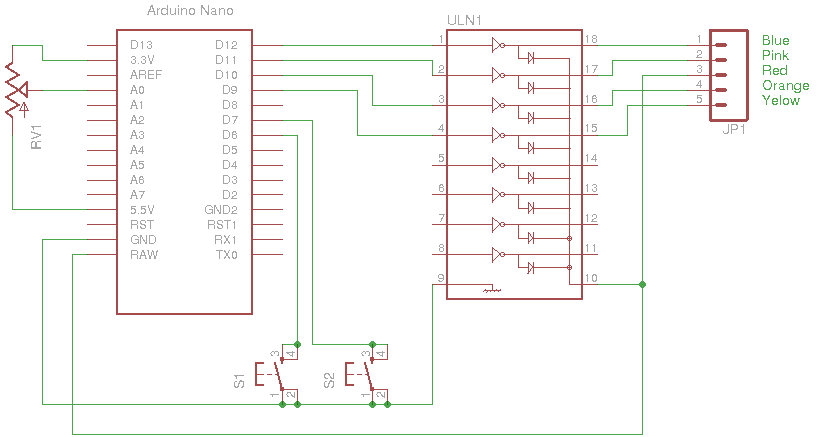 Arduino Nano
D13 D12
3.3V D11
AREF D10
A0 D9
A1 D8
A2 D7
A3 D6
A4 D5
A5 D4
A6 D3
A7 D2
5.5V GND2
RST RST1
GND RX1
RAW TX0
RV1
ULN1
1 18
2 17
3 16
4 15
5 14
6 13
7 12
8 11
9 10
1 Blue
2 Pink
3 Red
4 Orange
5 Yellow
JP1
S1
3 4
1 2
S2
3 4
1 2